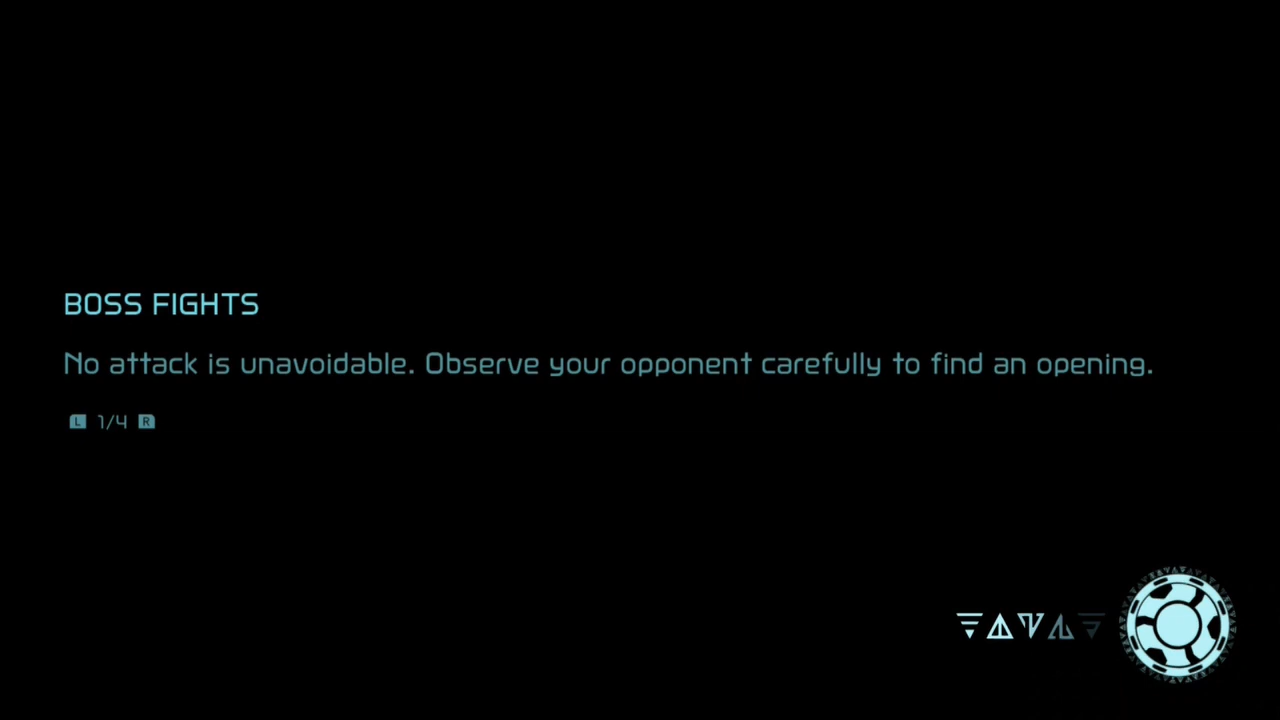 BOSS FIGHTS
No attack is unavoidable. Observe your opponent carefully to find an opening.
L 1/4 R